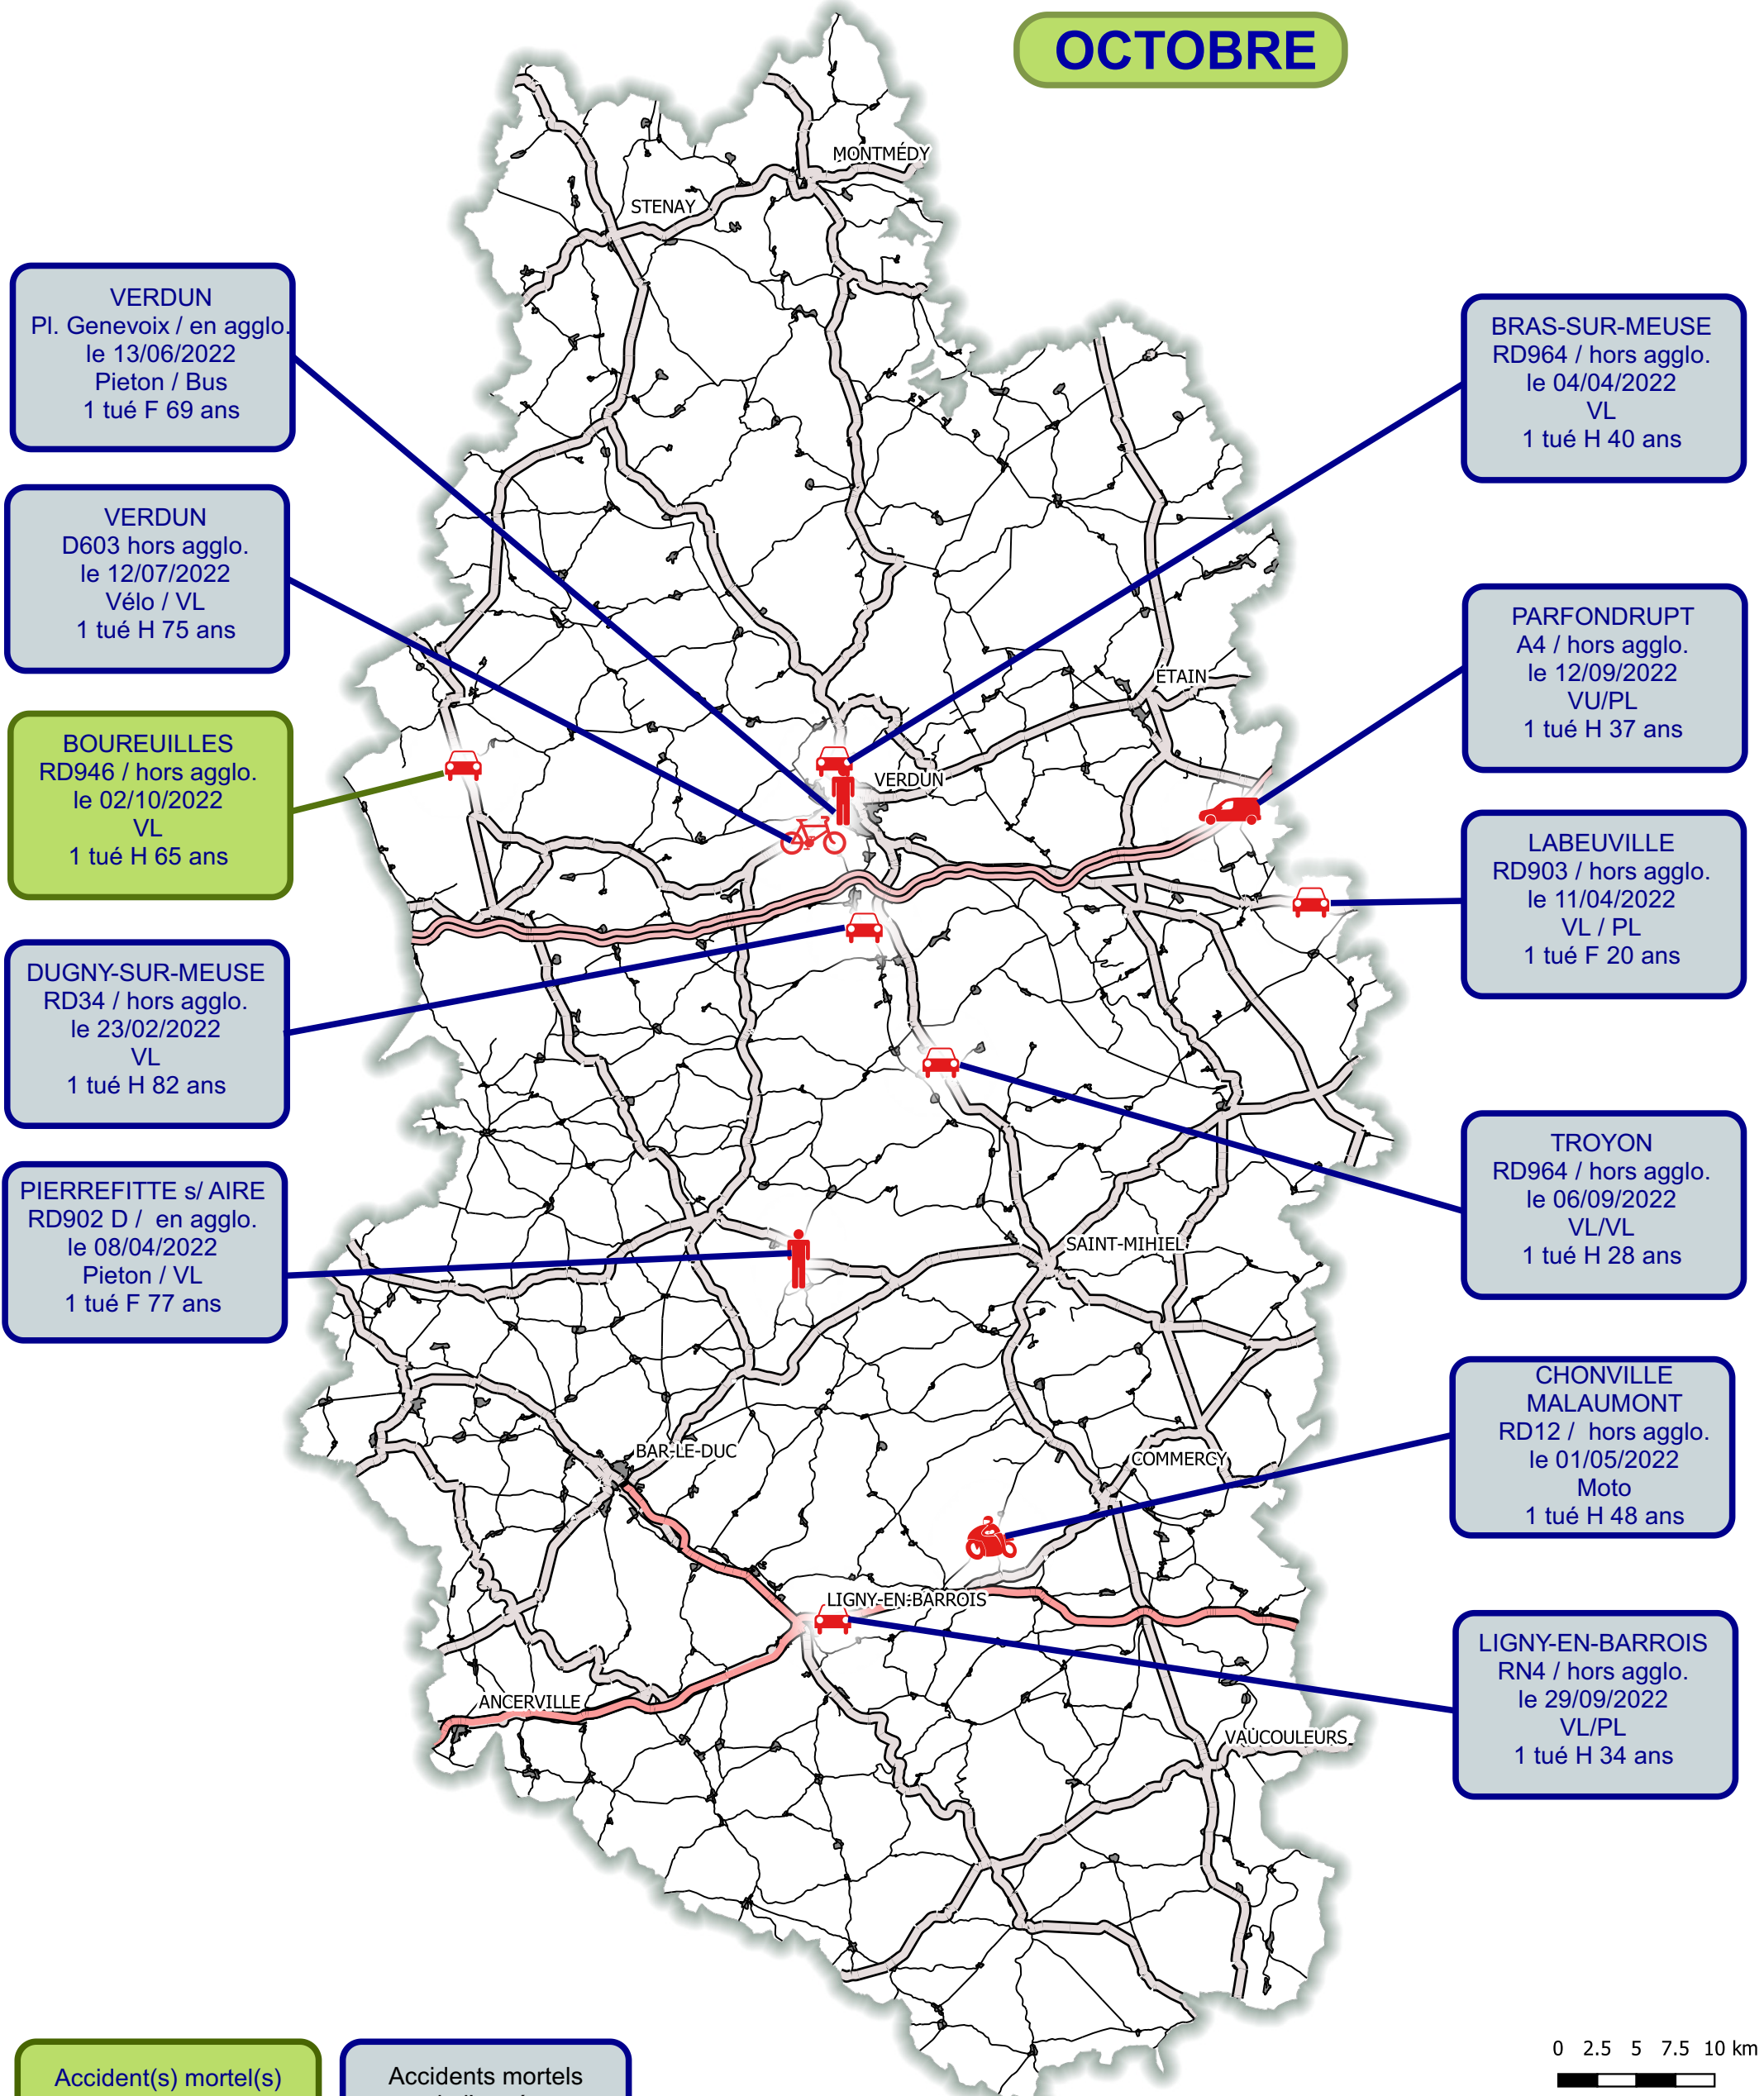 OCTOBRE
MONTMÉDY
STENAY
VERDUN
Pl. Genevoix / en agglo.
le 13/06/2022
Pieton / Bus
1 tué F 69 ans
BRAS-SUR-MEUSE
RD964 / hors agglo.
le 04/04/2022
VL
1 tué H 40 ans
VERDUN
D603 hors agglo.
le 12/07/2022
Vélo / VL
1 tué H 75 ans
PARFONDRUPT
A4 / hors agglo.
le 12/09/2022
VU/PL
1 tué H 37 ans
ÉTAIN
BOUREUILLES
RD946 / hors agglo.
le 02/10/2022
VL
1 tué H 65 ans
VERDUN
LABEUVILLE
RD903 / hors agglo.
le 11/04/2022
VL / PL
1 tué F 20 ans
DUGNY-SUR-MEUSE
RD34 / hors agglo.
le 23/02/2022
VL
1 tué H 82 ans
TROYON
RD964 / hors agglo.
le 06/09/2022
VL/VL
1 tué H 28 ans
PIERREFITTE s/ AIRE
RD902 D / en agglo.
le 08/04/2022
Pieton / VL
1 tué F 77 ans
SAINT-MIHIEL
CHONVILLE
MALAUMONT
RD12 / hors agglo.
le 01/05/2022
Moto
1 tué H 48 ans
BAR-LE-DUC
COMMERCY
LIGNY-EN-BARROIS
LIGNY-EN-BARROIS
RN4 / hors agglo.
le 29/09/2022
VL/PL
1 tué H 34 ans
ANCERVILLE
VAUCOULEURS
0 2.5 5 7.5 10 km
Accident(s) mortel(s)
Accidents mortels